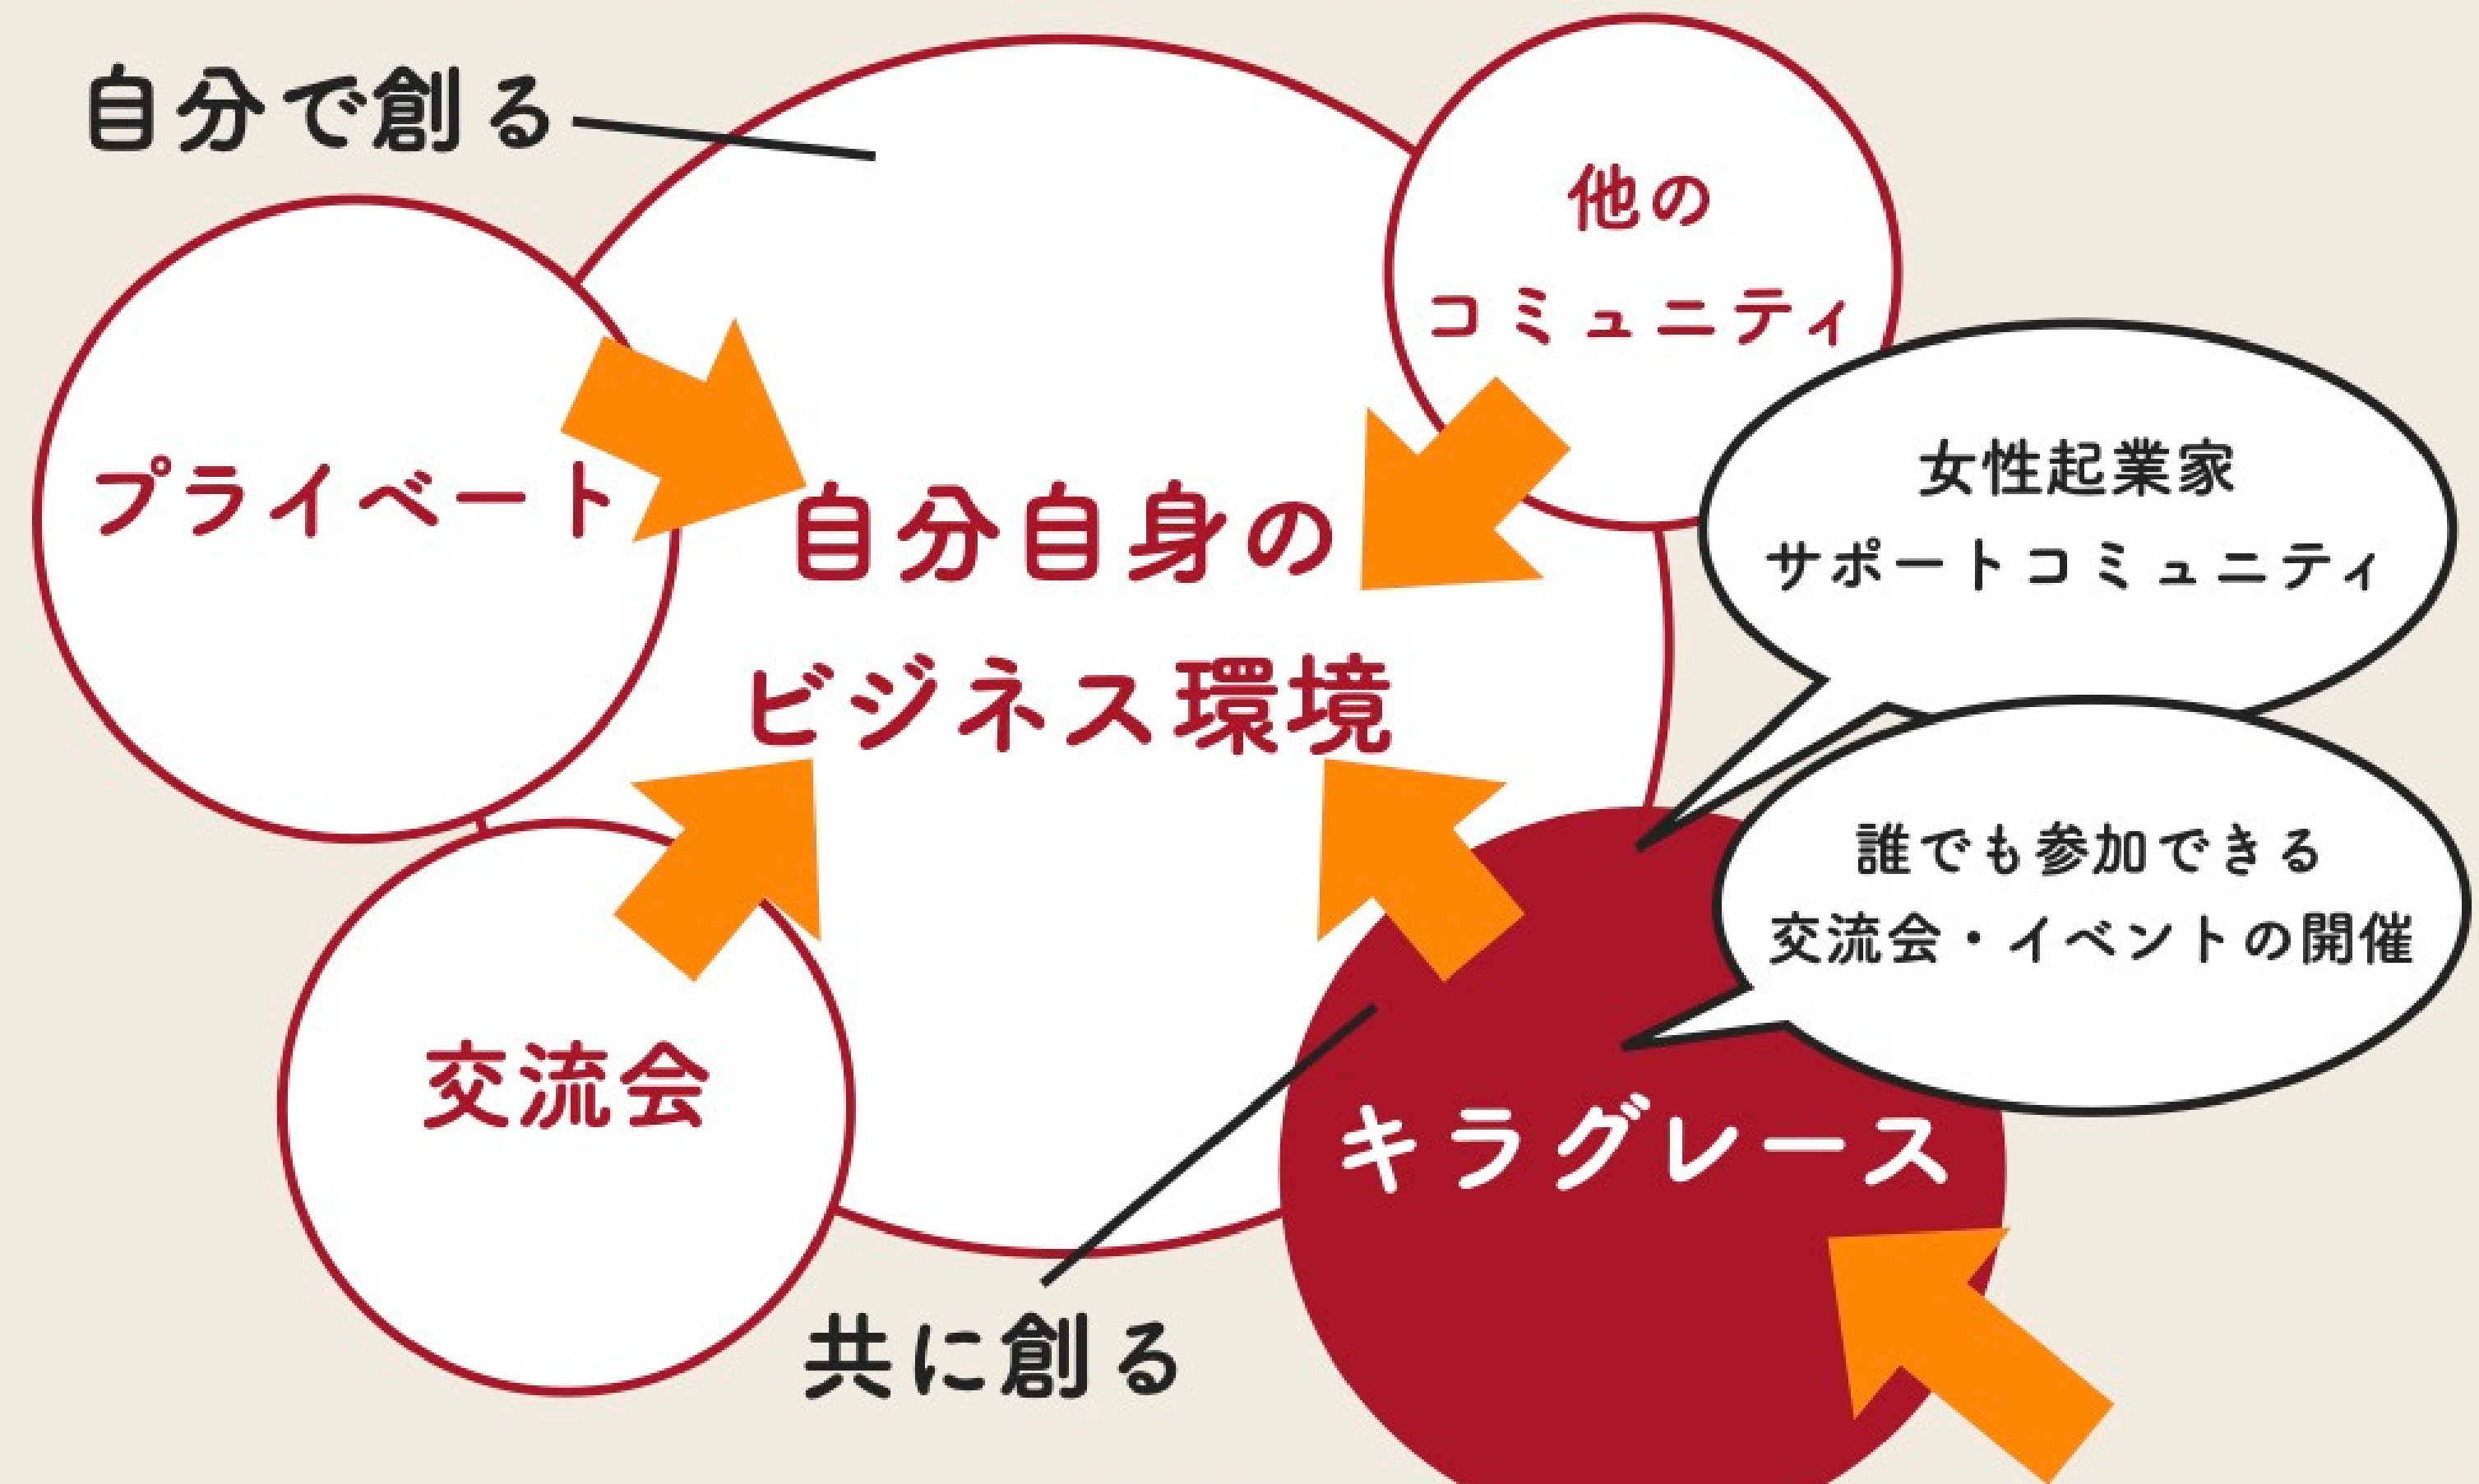 自分で創る
他の
コミュニティ
プライベート
自分自身の
ビジネス環境
女性起業家
サポートコミュニティ
誰でも参加できる
交流会・イベントの開催
交流会
キラグレース
共に創る